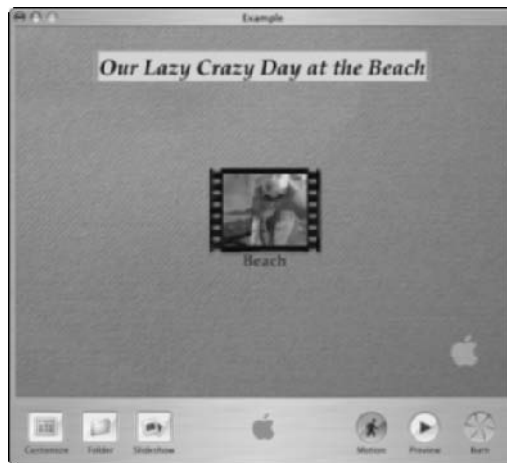 Example
Our Lazy Crazy Day at the Beach
Beach
Customize Folder Slideshow Motion Preview Burn